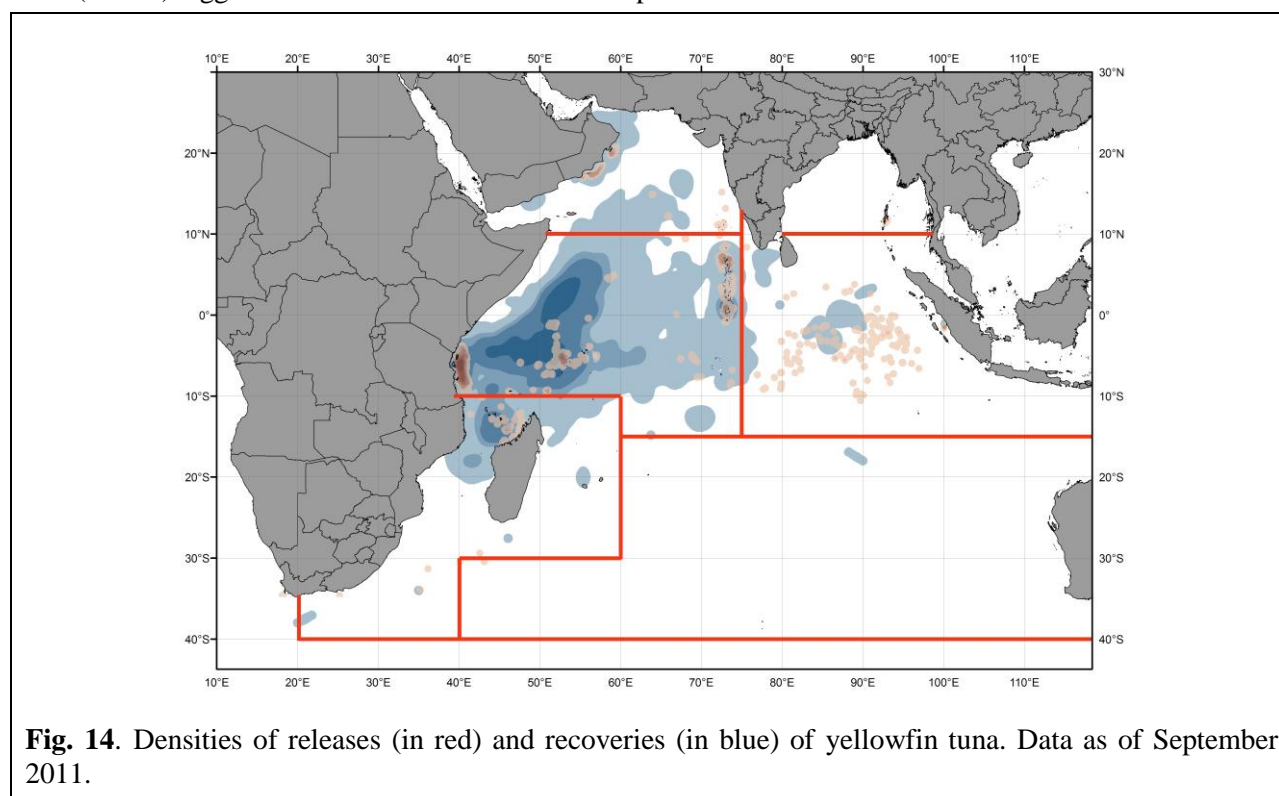 10°E 20°E 30°E 40°E 50°E 60°E 70°E 80°E 90°E 100°E 110°E
30°N
20°N 20°N
10°N 10°N
0° 0°
10°S 10°S
20°S 20°S
30°S 30°S
40°S 40°S
10°E 20°E 30°E 40°E 50°E 60°E 70°E 80°E 90°E 100°E 110°E
Fig. 14. Densities of releases (in red) and recoveries (in blue) of yellowfin tuna. Data as of September
2011.